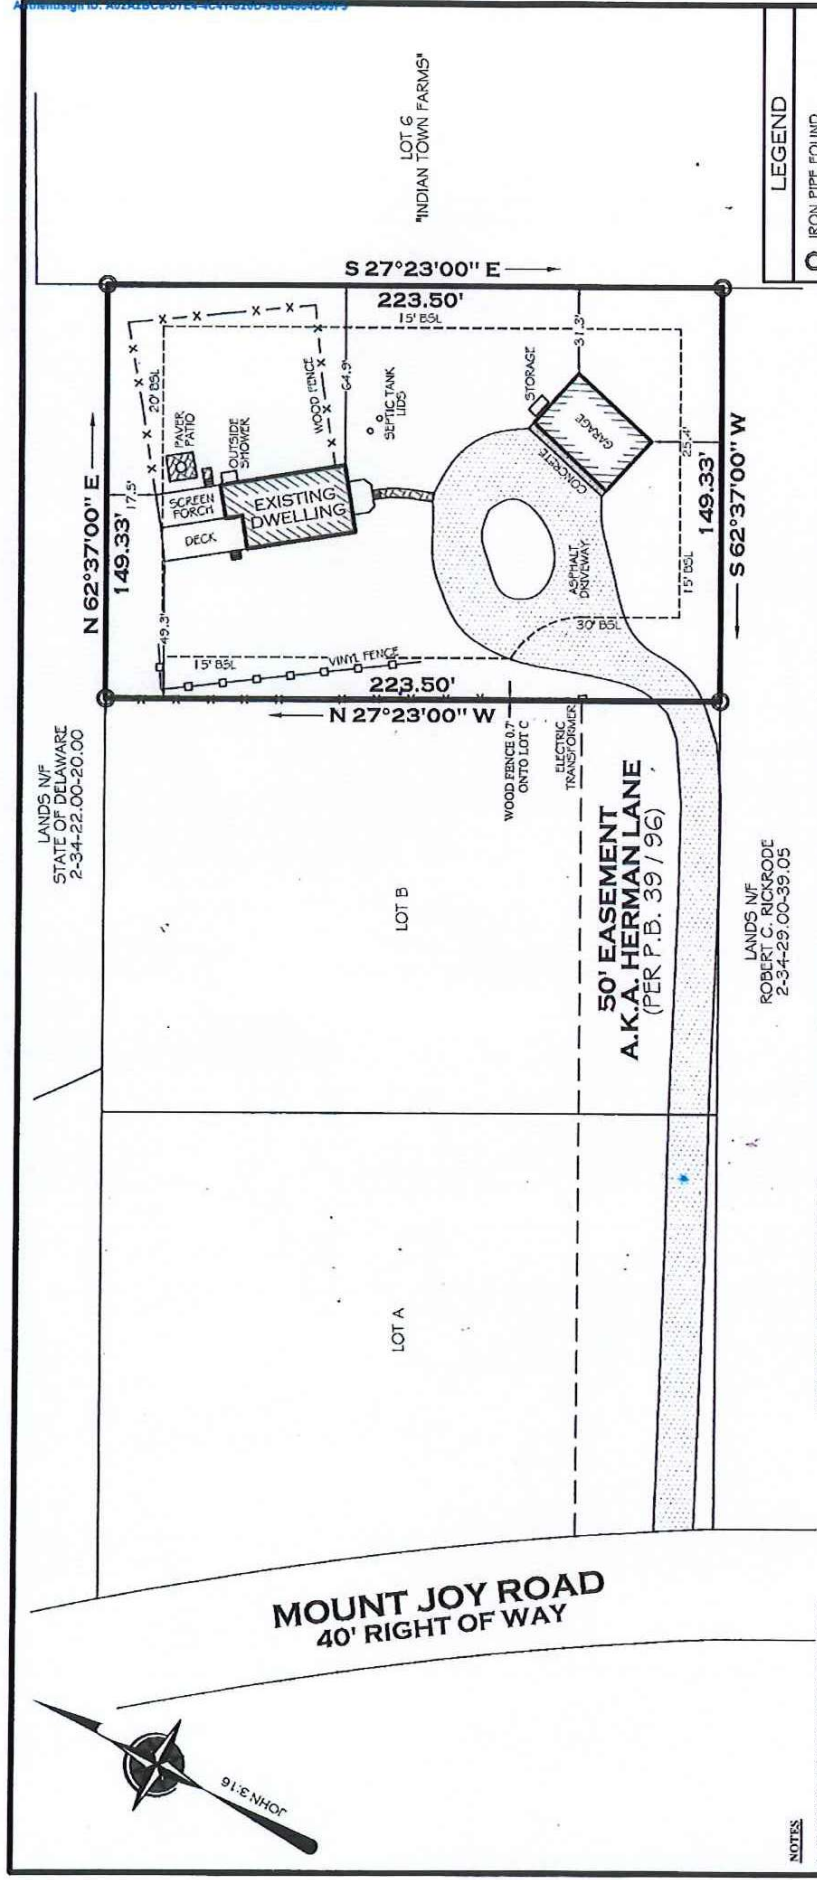 LOT 6
"INDIAN TOWN FARMS"
LEGEND
IRON PIPE FOUND
S 27°23'00" E
223.50'
15' BSL
N 62°37'00" E
149.33'
20' BSL
17.5'
PAVER
PATIO
OUTSIDE
SHOWER
SCREEN
PORCH
DECK
EXISTING
DWELLING
WOOD FENCE
64.9'
SEPTIC TANK
LIDS
31.3'
STORAGE
GARAGE
CONCRETE
25.4'
149.33'
S 62°37'00" W
15' BSL
ASPHALT
DRIVEWAY
30' BSL
49.3'
15' BSL
VINYL FENCE
223.50'
N 27°23'00" W
WOOD FENCE 0.7'
ONTO LOT C
ELECTRIC
TRANSFORMER
LANDS N/F
STATE OF DELAWARE
2-34-22.00-20.00
LOT B
50' EASEMENT
A.K.A. HERMAN LANE
(PER P.B. 39 / 96)
LANDS N/F
ROBERT C. RICKRODE
2-34-29.00-39.05
LOT A
MOUNT JOY ROAD
40' RIGHT OF WAY
JOHN 3:16
NOTES